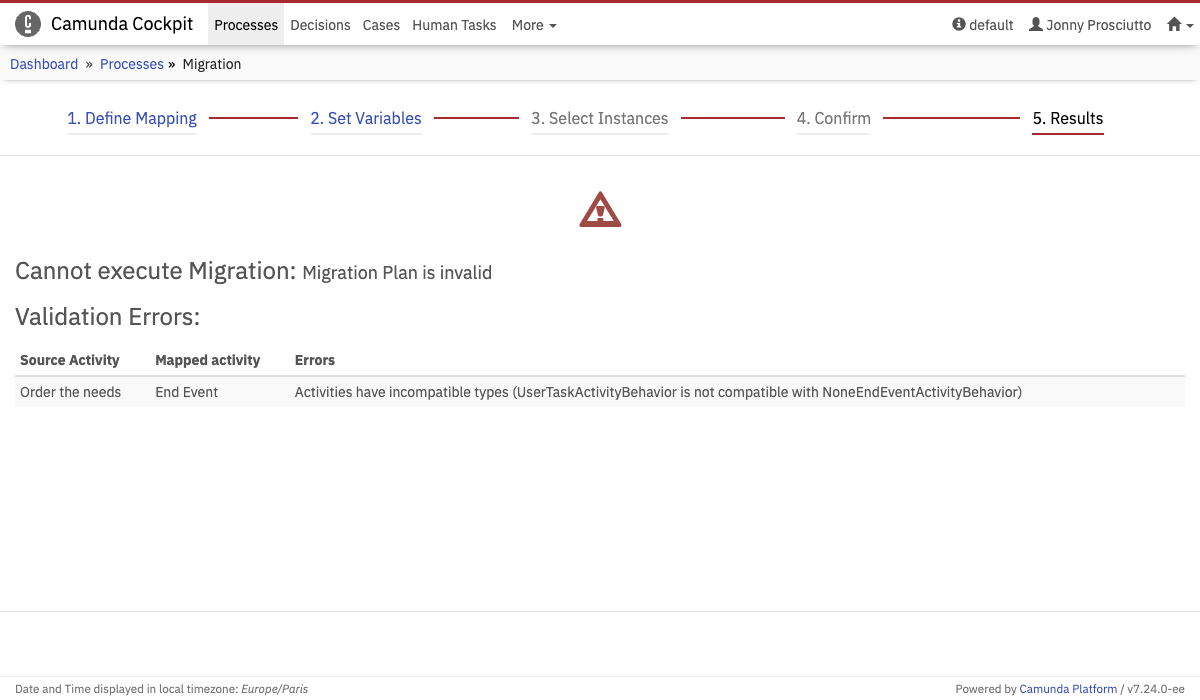 Camunda Cockpit Processes Decisions Cases Human Tasks More default Jonny Prosciutto
Dashboard » Processes » Migration
1. Define Mapping 2. Set Variables 3. Select Instances 4. Confirm 5. Results
Cannot execute Migration: Migration Plan is invalid
Validation Errors:
Source Activity Mapped activity Errors
Order the needs End Event Activities have incompatible types (UserTaskActivityBehavior is not compatible with NoneEndEventActivityBehavior)
Date and Time displayed in local timezone: Europe/Paris Powered by Camunda Platform / v7.24.0-ee